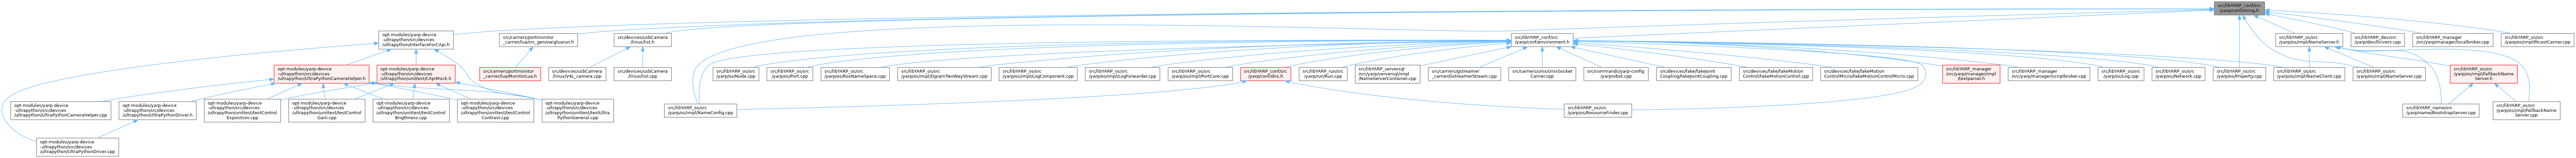 src/libYARP_conf/src
/yarp/conf/string.h
opt-modules/yarp-device
-ultrapython/src/devices
/ultrapython/InterfaceForCApi.h
src/carriers/portmonitor
_carrier/lua/src_gen/swigluarun.h
src/devices/usbCamera
/linux/list.h
src/libYARP_conf/src
/yarp/conf/environment.h
src/libYARP_os/src
/yarp/os/impl/NameServer.h
src/libYARP_dev/src
/yarp/dev/Drivers.cpp
src/libYARP_manager
/src/yarp/manager/localbroker.cpp
src/libYARP_os/src
/yarp/os/impl/McastCarrier.cpp
opt-modules/yarp-device
-ultrapython/src/devices
/ultrapython/UltraPythonCameraHelper.h
opt-modules/yarp-device
-ultrapython/src/devices
/ultrapython/unittest/CApiMock.h
src/carriers/portmonitor
_carrier/lua/MonitorLua.h
src/devices/usbCamera
/common/V4L_camera.cpp
src/devices/usbCamera
/linux/list.cpp
src/libYARP_os/src
/yarp/os/Node.cpp
src/libYARP_os/src
/yarp/os/Port.cpp
src/libYARP_os/src
/yarp/os/RosNameSpace.cpp
src/libYARP_os/src
/yarp/os/impl/DgramTwoWayStream.cpp
src/libYARP_os/src
/yarp/os/impl/LogComponent.cpp
src/libYARP_os/src
/yarp/os/impl/LogForwarder.cpp
src/libYARP_os/src
/yarp/os/impl/PortCore.cpp
src/libYARP_conf/src
/yarp/conf/dirs.h
src/libYARP_run/src
/yarp/run/Run.cpp
src/libYARP_serversql
/src/yarp/serversql/impl
/NameServerContainer.cpp
src/carriers/gstreamer
_carrier/GstreamerStream.cpp
src/carriers/unix/UnixSocket
Carrier.cpp
src/commands/yarp-config
/yarprobot.cpp
src/devices/fake/fakeJoint
Coupling/FakeJointCoupling.cpp
src/devices/fake/fakeMotion
Control/FakeMotionControl.cpp
src/devices/fake/fakeMotion
ControlMicro/FakeMotionControlMicro.cpp
src/libYARP_manager
/src/yarp/manager/impl
/textparser.h
src/libYARP_manager
/src/yarp/manager/scriptbroker.cpp
src/libYARP_os/src
/yarp/os/Log.cpp
src/libYARP_os/src
/yarp/os/Network.cpp
src/libYARP_os/src
/yarp/os/Property.cpp
src/libYARP_os/src
/yarp/os/impl/NameClient.cpp
src/libYARP_os/src
/yarp/os/impl/NameServer.cpp
src/libYARP_os/src
/yarp/os/impl/FallbackName
Server.h
opt-modules/yarp-device
-ultrapython/src/devices
/ultrapython/UltraPythonCameraHelper.cpp
opt-modules/yarp-device
-ultrapython/src/devices
/ultrapython/UltraPythonDriver.h
opt-modules/yarp-device
-ultrapython/src/devices
/ultrapython/unittest/testControl
Exposition.cpp
opt-modules/yarp-device
-ultrapython/src/devices
/ultrapython/unittest/testControl
Gain.cpp
opt-modules/yarp-device
-ultrapython/src/devices
/ultrapython/unittest/testControl
Brigthness.cpp
opt-modules/yarp-device
-ultrapython/src/devices
/ultrapython/unittest/testControl
Contrast.cpp
opt-modules/yarp-device
-ultrapython/src/devices
/ultrapython/unittest/testUltra
PythonGeneral.cpp
src/libYARP_os/src
/yarp/os/impl/NameConfig.cpp
src/libYARP_os/src
/yarp/os/ResourceFinder.cpp
src/libYARP_name/src
/yarp/name/BootstrapServer.cpp
src/libYARP_os/src
/yarp/os/impl/FallbackName
Server.cpp
opt-modules/yarp-device
-ultrapython/src/devices
/ultrapython/UltraPythonDriver.cpp